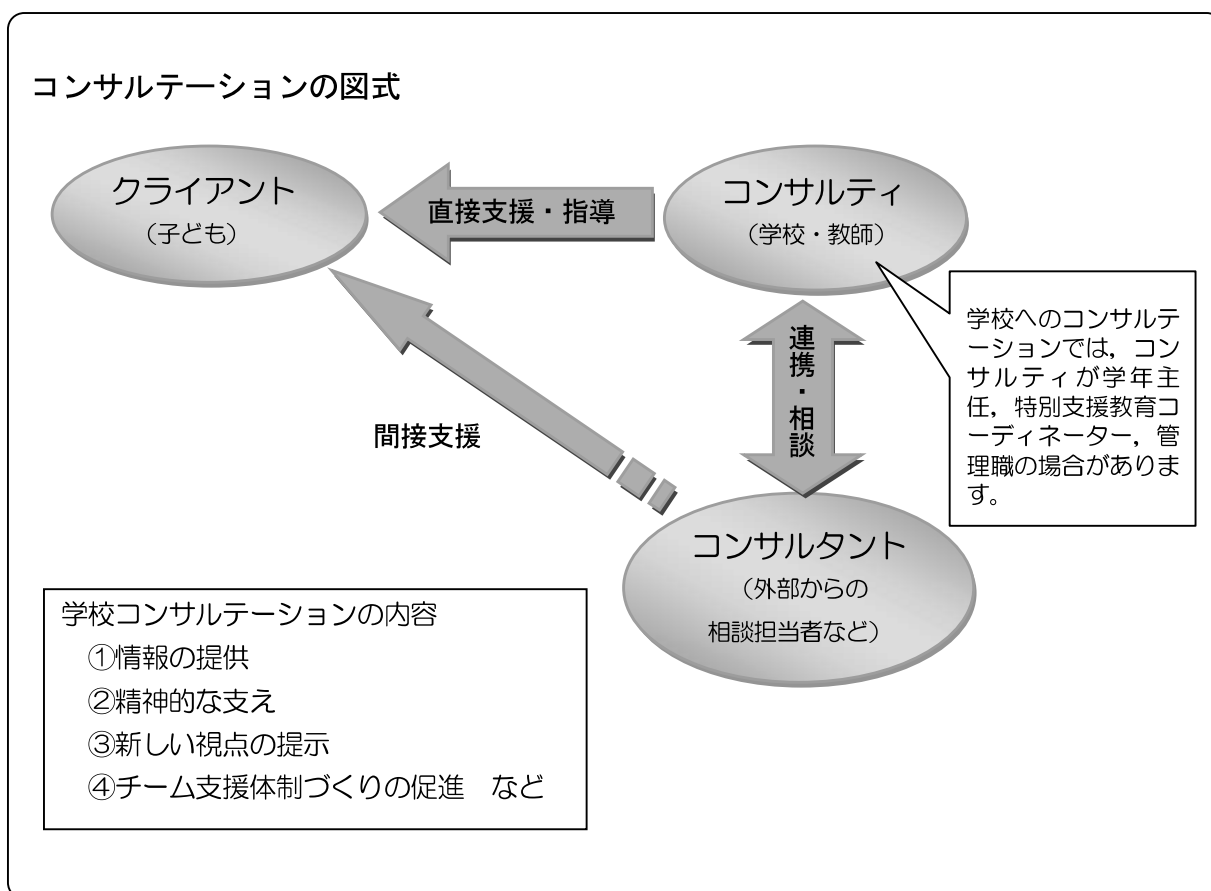 コンサルテーションの図式
クライアント
（子ども）
直接支援・指導
コンサルティ
（学校・教師）
学校へのコンサルテ
ーションでは，コン
サルティが学年主
任，特別支援教育コ
ーディネーター，管
理職の場合がありま
す。
連携・相談
間接支援
コンサルタント
（外部からの
相談担当者など）
学校コンサルテーションの内容
①情報の提供
②精神的な支え
③新しい視点の提示
④チーム支援体制づくりの促進　など